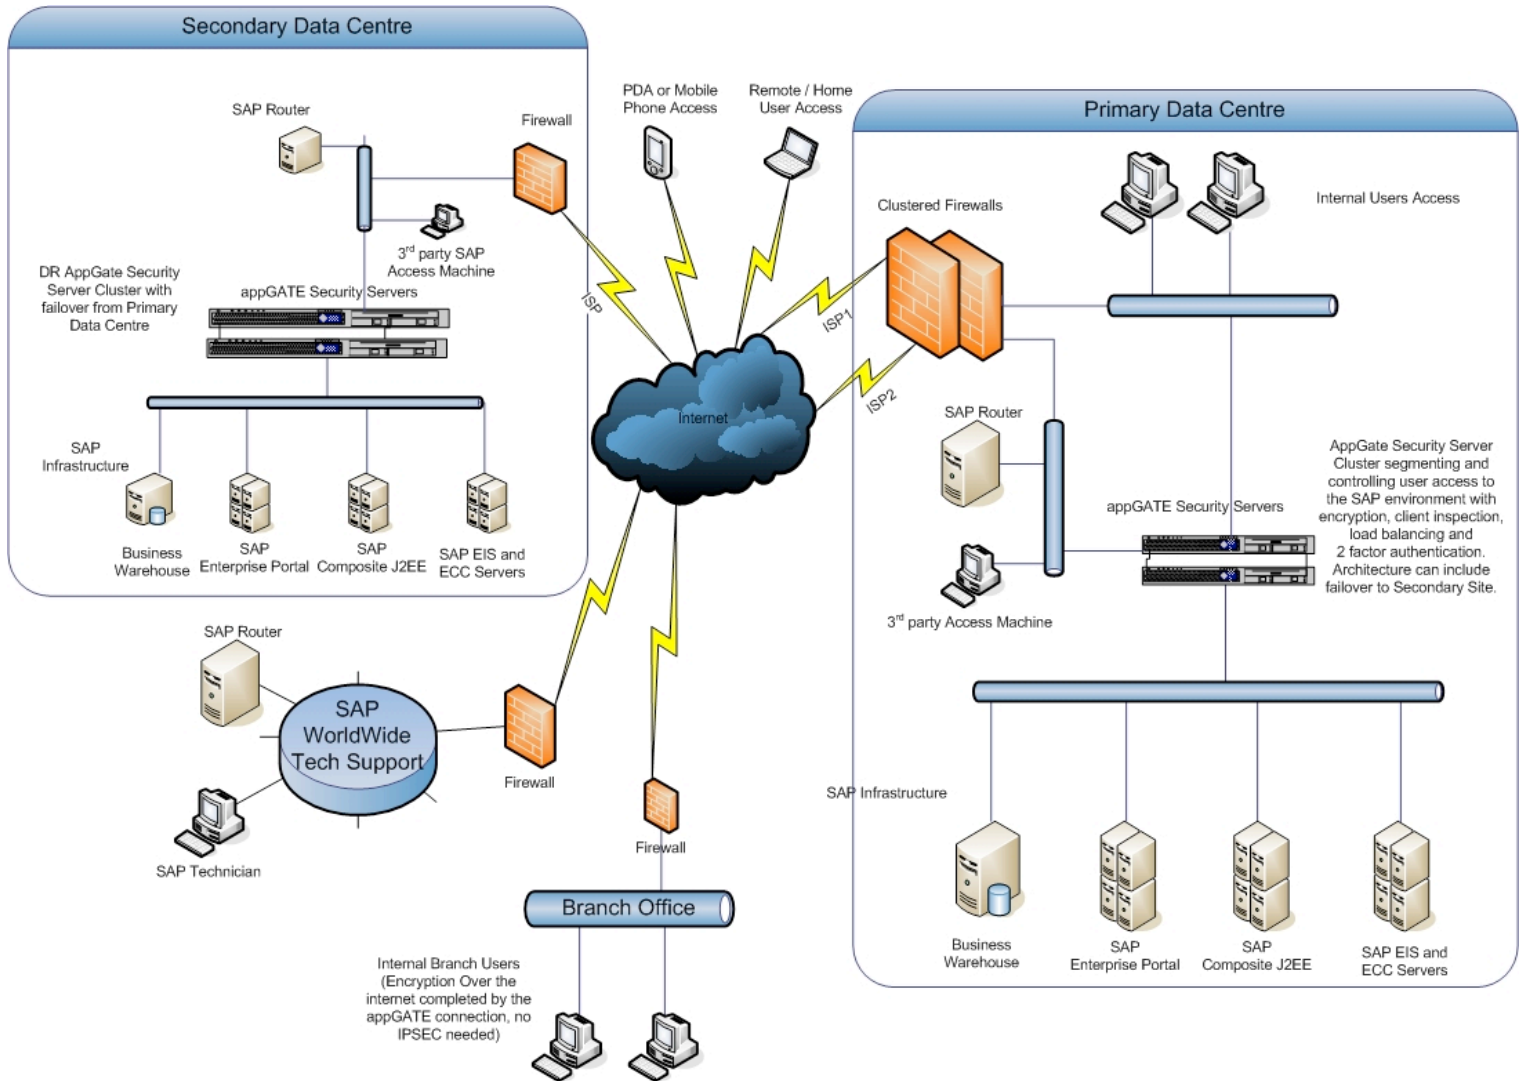 Secondary Data Centre
SAP Router
Firewall
3rd party SAP
Access Machine
DR AppGate Security
Server Cluster with
failover from Primary
Data Centre
appGATE Security Servers
SAP
Infrastructure
Business
Warehouse
SAP
Enterprise Portal
SAP
Composite J2EE
SAP EIS and
ECC Servers
ISP
PDA or Mobile
Phone Access
Remote / Home
User Access
Internet
ISP1
ISP2
Primary Data Centre
Clustered Firewalls
Internal Users Access
SAP Router
appGATE Security Servers
3rd party Access Machine
AppGate Security Server
Cluster segmenting and
controlling user access to
the SAP environment with
encryption, client inspection,
load balancing and
2 factor authentication.
Architecture can include
failover to Secondary Site.
SAP Infrastructure
Business
Warehouse
SAP
Enterprise Portal
SAP
Composite J2EE
SAP EIS and
ECC Servers
SAP Router
SAP
WorldWide
Tech Support
Firewall
SAP Technician
Firewall
Branch Office
Internal Branch Users
(Encryption Over the
internet completed by the
appGATE connection, no
IPSEC needed)